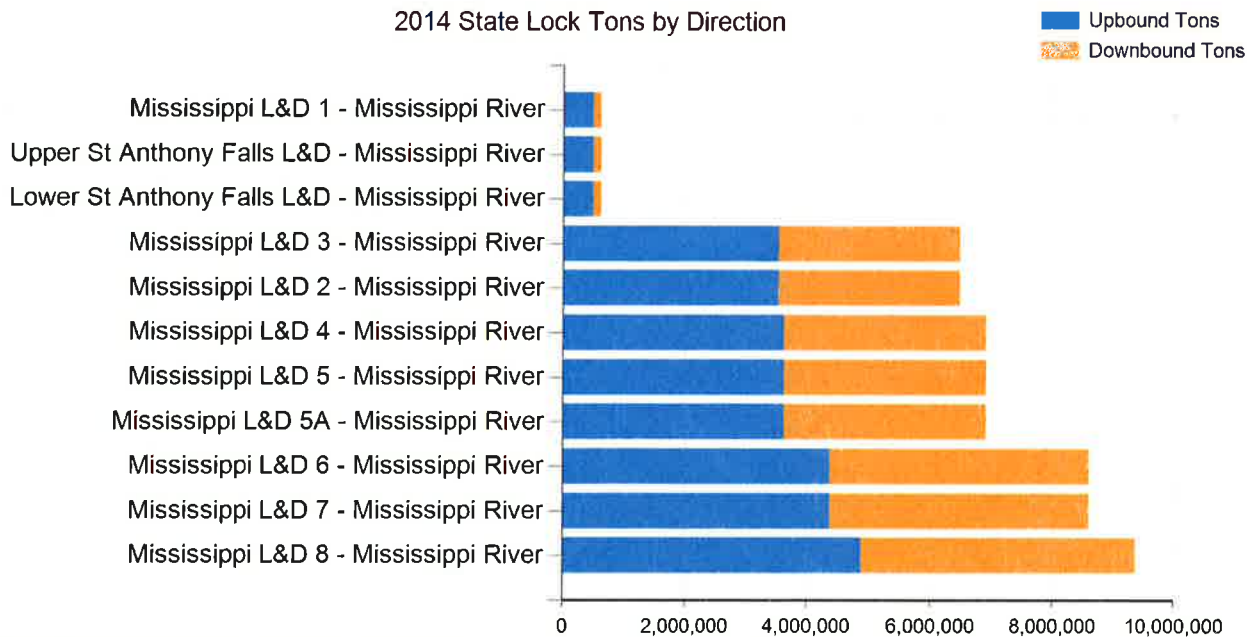 2014 State Lock Tons by Direction
Upbound Tons
Downbound Tons
Mississippi L&D 1 - Mississippi River
Upper St Anthony Falls L&D - Mississippi River
Lower St Anthony Falls L&D - Mississippi River
Mississippi L&D 3 - Mississippi River
Mississippi L&D 2 - Mississippi River
Mississippi L&D 4 - Mississippi River
Mississippi L&D 5 - Mississippi River
Mississippi L&D 5A - Mississippi River
Mississippi L&D 6 - Mississippi River
Mississippi L&D 7 - Mississippi River
Mississippi L&D 8 - Mississippi River
0 2,000,000 4,000,000 6,000,000 8,000,000 10,000,000